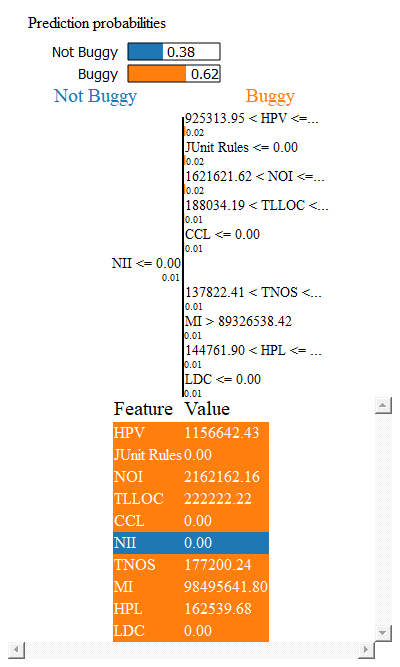 Prediction probabilities
Not Buggy 0.38
Buggy 0.62
Not Buggy Buggy
925313.95 < HPV <=...
0.02
JUnit Rules <= 0.00
0.02
1621621.62 < NOI <=...
0.02
188034.19 < TLLOC <...
0.01
CCL <= 0.00
0.01
NII <= 0.00
0.01
137822.41 < TNOS <...
0.01
MI > 89326538.42
0.01
144761.90 < HPL <= ...
0.01
LDC <= 0.00
0.01
Feature Value
HPV 1156642.43
JUnit Rules 0.00
NOI 2162162.16
TLLOC 222222.22
CCL 0.00
NII 0.00
TNOS 177200.24
MI 98495641.80
HPL 162539.68
LDC 0.00